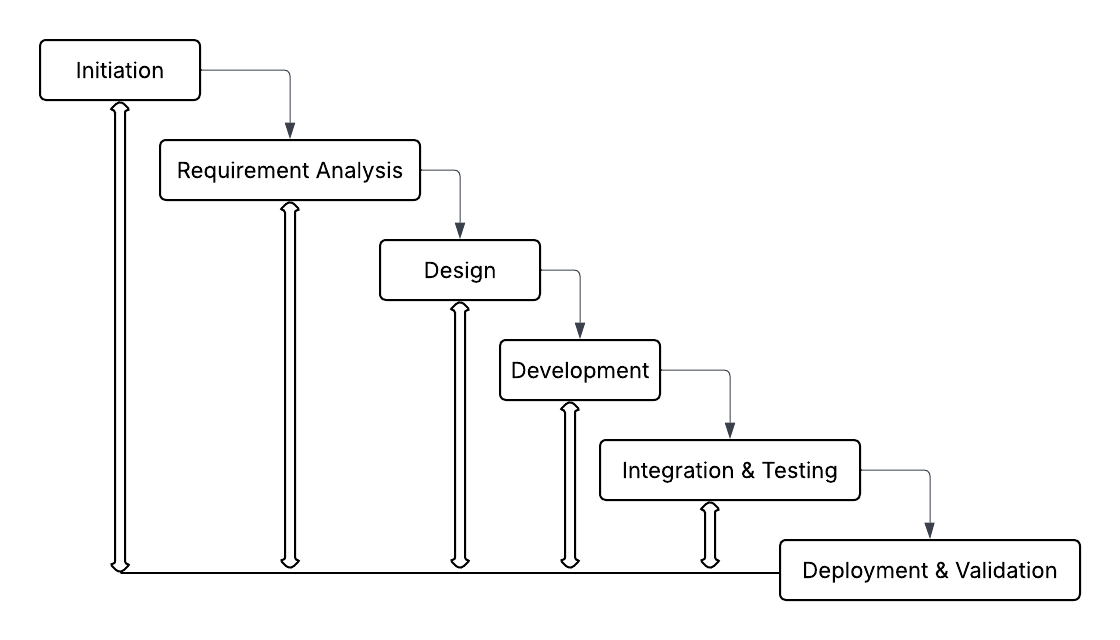 Initiation
Requirement Analysis
Design
Development
Integration & Testing
Deployment & Validation